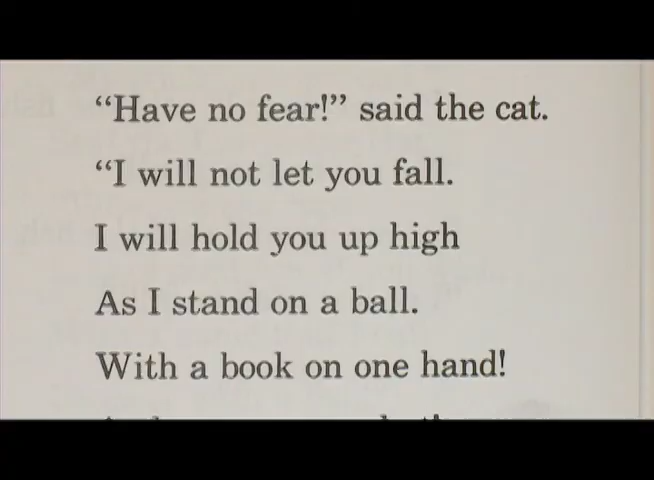 “Have no fear!” said the cat.
“I will not let you fall.
I will hold you up high
As I stand on a ball.
With a book on one hand!